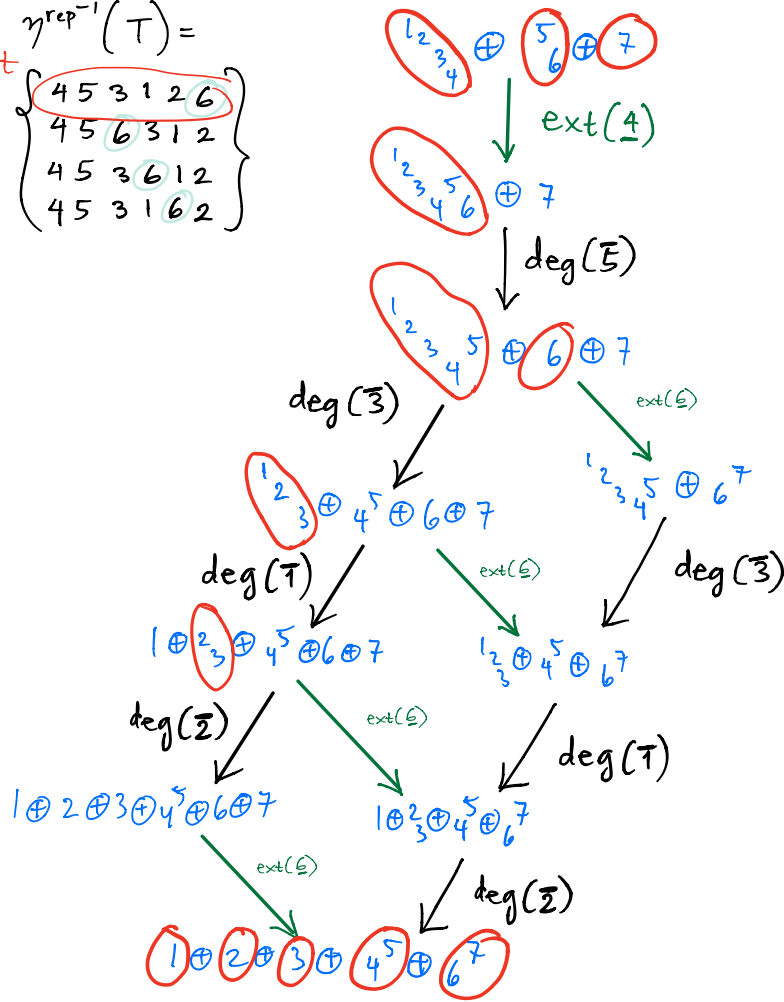 η^rep⁻¹(T) =
t
{ 4 5 3 1 2 6
4 5 6 3 1 2
4 5 3 6 1 2
4 5 3 1 6 2 }
1 2 3 4 ⊕ 5 6 ⊕ 7
ext(4̲)
1 2 3 4 5 6 ⊕ 7
deg(5̄)
1 2 3 4 5 ⊕ 6 ⊕ 7
deg(3̄)
ext(6̲)
1 2 3 ⊕ 4 5 ⊕ 6 ⊕ 7
1 2 3 4 5 ⊕ 6 7
deg(1̄)
ext(6̲)
deg(3̄)
1 ⊕ 2 3 ⊕ 4 5 ⊕ 6 ⊕ 7
1 2 3 ⊕ 4 5 ⊕ 6 7
deg(2̄)
ext(6̲)
deg(1̄)
1 ⊕ 2 ⊕ 3 ⊕ 4 5 ⊕ 6 ⊕ 7
1 ⊕ 2 3 ⊕ 4 5 ⊕ 6 7
ext(6̲)
deg(2̄)
1 ⊕ 2 ⊕ 3 ⊕ 4 5 ⊕ 6 7